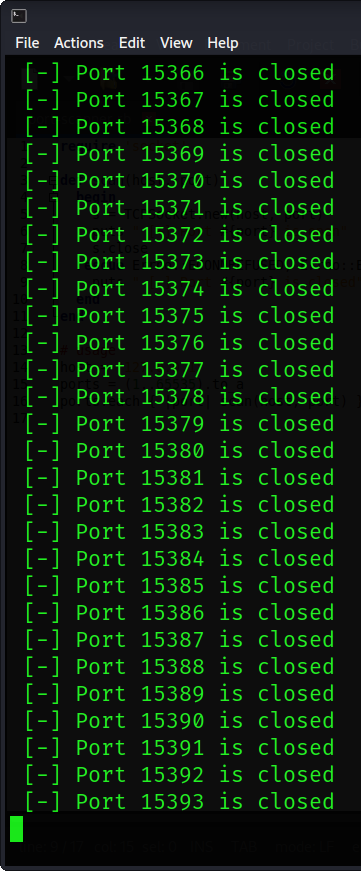 File Actions Edit View Help
[-] Port 15366 is closed
[-] Port 15367 is closed
[-] Port 15368 is closed
[-] Port 15369 is closed
[-] Port 15370 is closed
[-] Port 15371 is closed
[-] Port 15372 is closed
[-] Port 15373 is closed
[-] Port 15374 is closed
[-] Port 15375 is closed
[-] Port 15376 is closed
[-] Port 15377 is closed
[-] Port 15378 is closed
[-] Port 15379 is closed
[-] Port 15380 is closed
[-] Port 15381 is closed
[-] Port 15382 is closed
[-] Port 15383 is closed
[-] Port 15384 is closed
[-] Port 15385 is closed
[-] Port 15386 is closed
[-] Port 15387 is closed
[-] Port 15388 is closed
[-] Port 15389 is closed
[-] Port 15390 is closed
[-] Port 15391 is closed
[-] Port 15392 is closed
[-] Port 15393 is closed